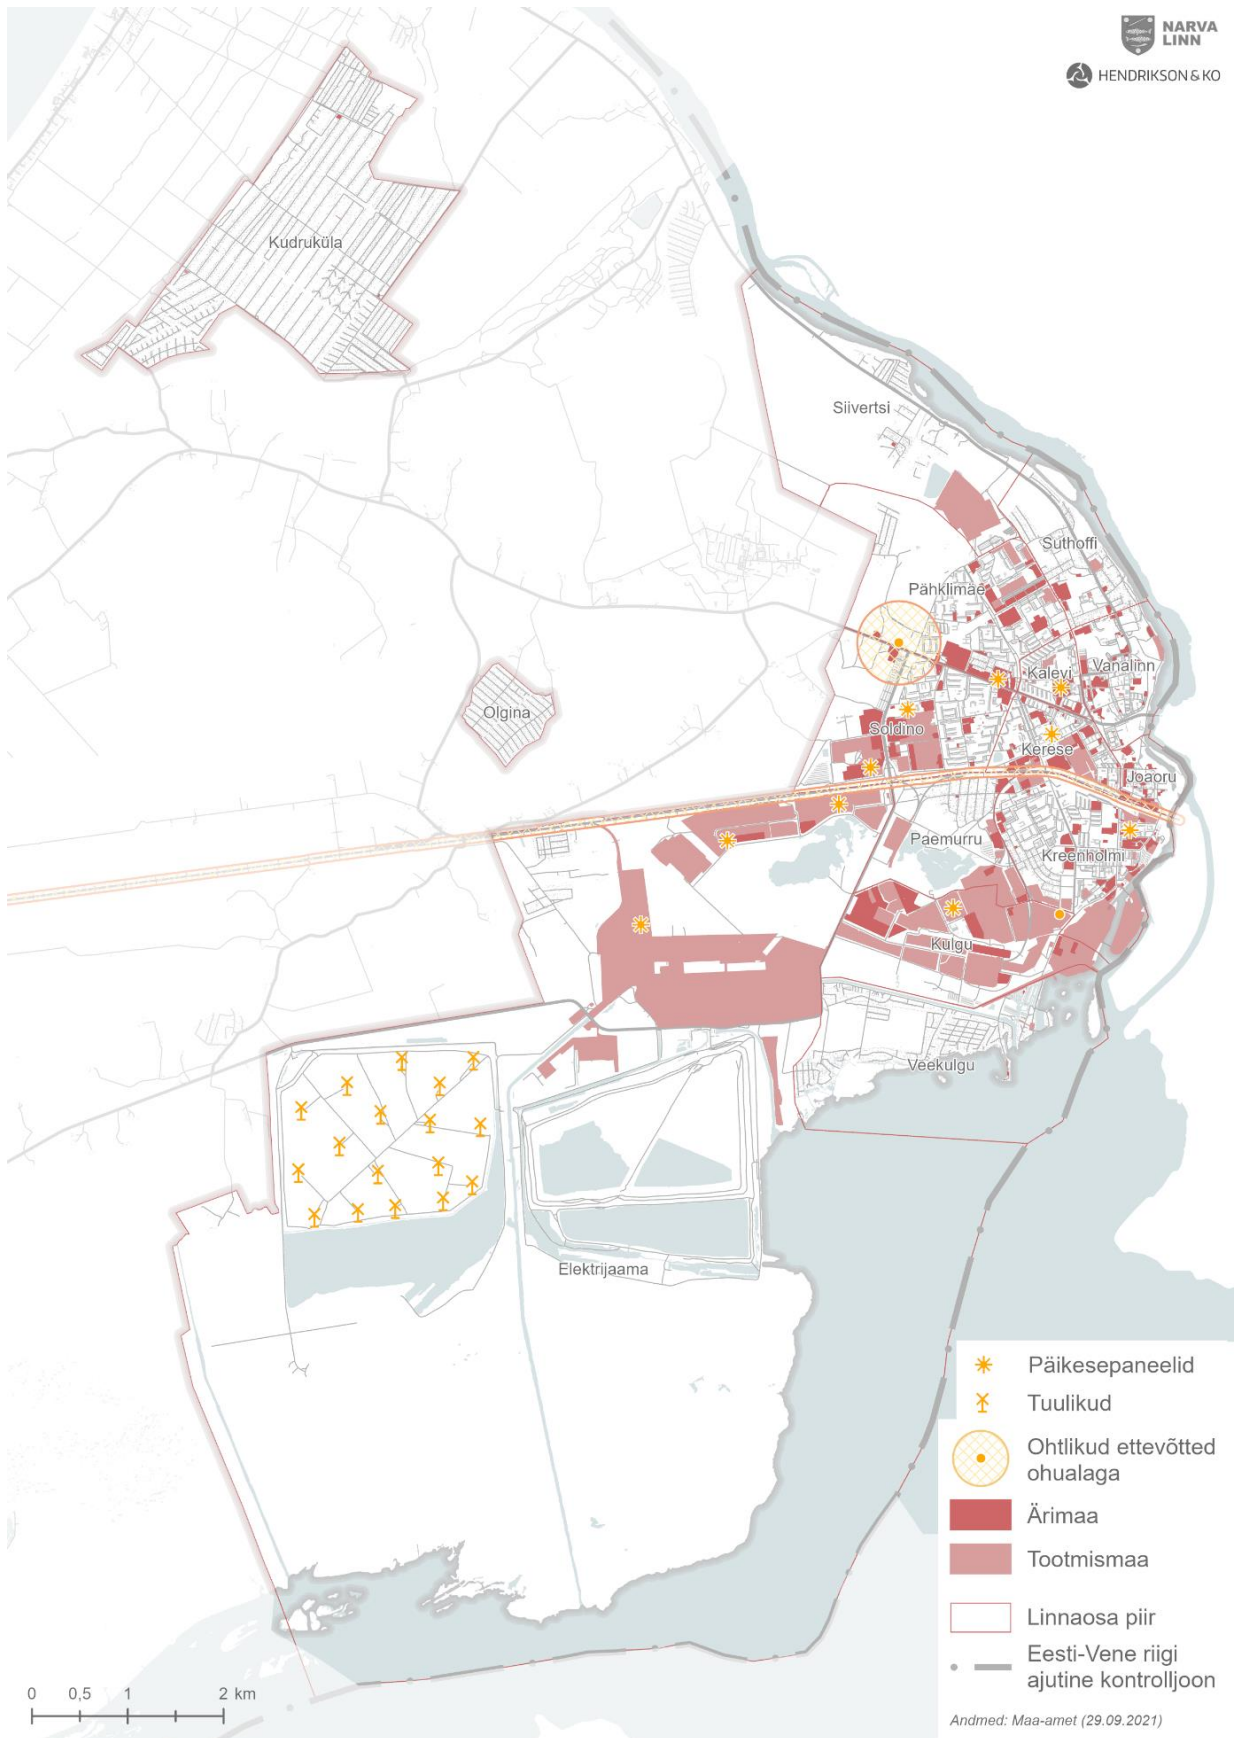 NARVA
LINN
HENDRIKSON & KO
Kudruküla
Siivertsi
Suthoffi
Pähklimäe
Kalevi
Vanalinn
Olgina
Soldino
Kerese
Joaoru
Paemurru
Kreenholmi
Kulgu
Veekulgu
Elektrijaama
Päikesepaneelid
Tuulikud
Ohtlikud ettevõtted
ohualaga
Ärimaa
Tootmismaa
Linnaosa piir
Eesti-Vene riigi
ajutine kontrolljoon
0 0,5 1 2 km
Andmed: Maa-amet (29.09.2021)